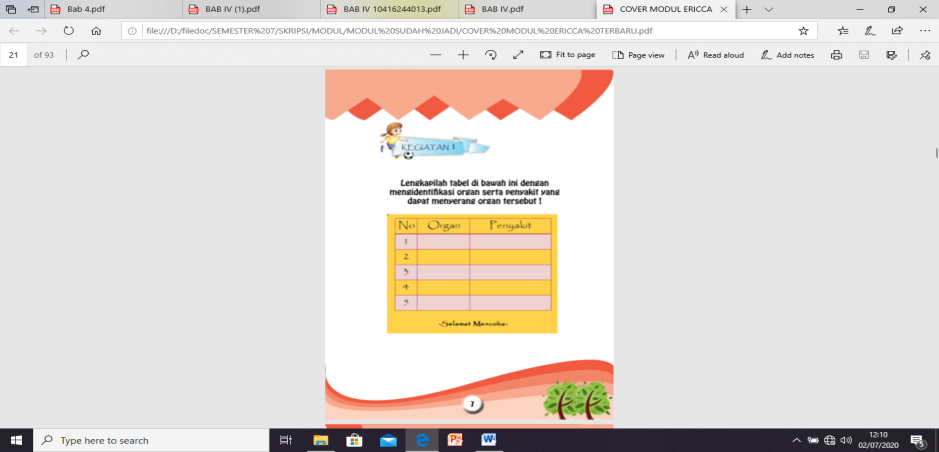 Bab 4.pdf
BAB IV (1).pdf
BAB IV 10416244013.pdf
BAB IV.pdf
COVER MODUL ERICCA
file:///D:/filedoc/SEMESTER%207/SKRIPSI/MODUL/MODUL%20SUDAH%20JADI/COVER%20MODUL%20ERICCA%20TERBARU.pdf
21 of 93
Fit to page
Page view
Read aloud
Add notes
KEGIATAN 1
Lengkapilah tabel di bawah ini dengan
mengidentifikasi organ serta penyakit yang
dapat menyerang organ tersebut !
No Organ Penyakit
1
2
3
4
5
-Selamat Mencoba-
7
Type here to search
12:10
02/07/2020
5